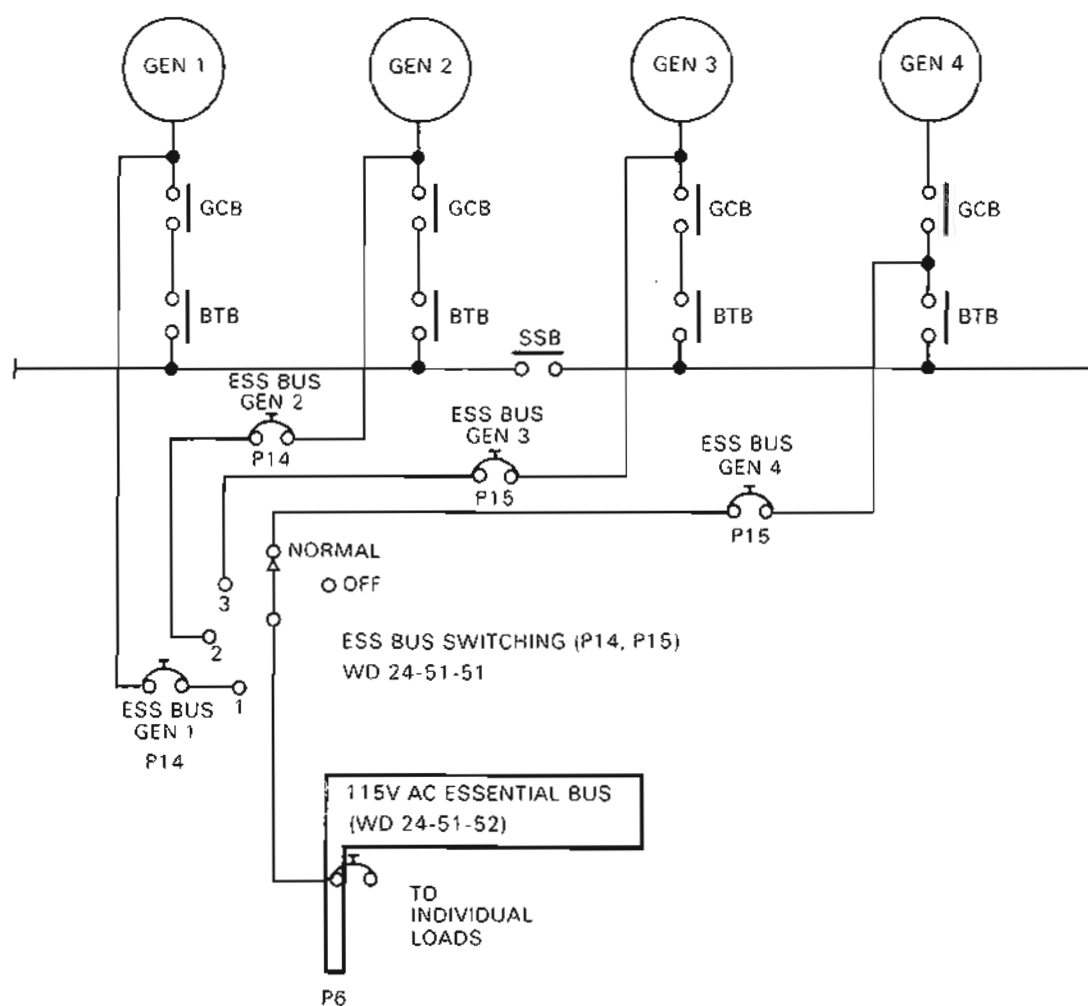 GEN 1
GEN 2
GEN 3
GEN 4
GCB
GCB
GCB
GCB
BTB
BTB
BTB
BTB
SSB
ESS BUS
GEN 2
P14
ESS BUS
GEN 3
P15
ESS BUS
GEN 4
P15
NORMAL
OFF
3
2
1
ESS BUS SWITCHING (P14, P15)
WD 24-51-51
ESS BUS
GEN 1
P14
115V AC ESSENTIAL BUS
(WD 24-51-52)
TO
INDIVIDUAL
LOADS
P6